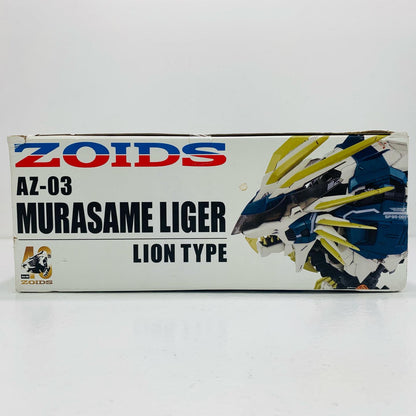 ZOIDS
AZ-03
MURASAME LIGER
LION TYPE
40
ZOIDS